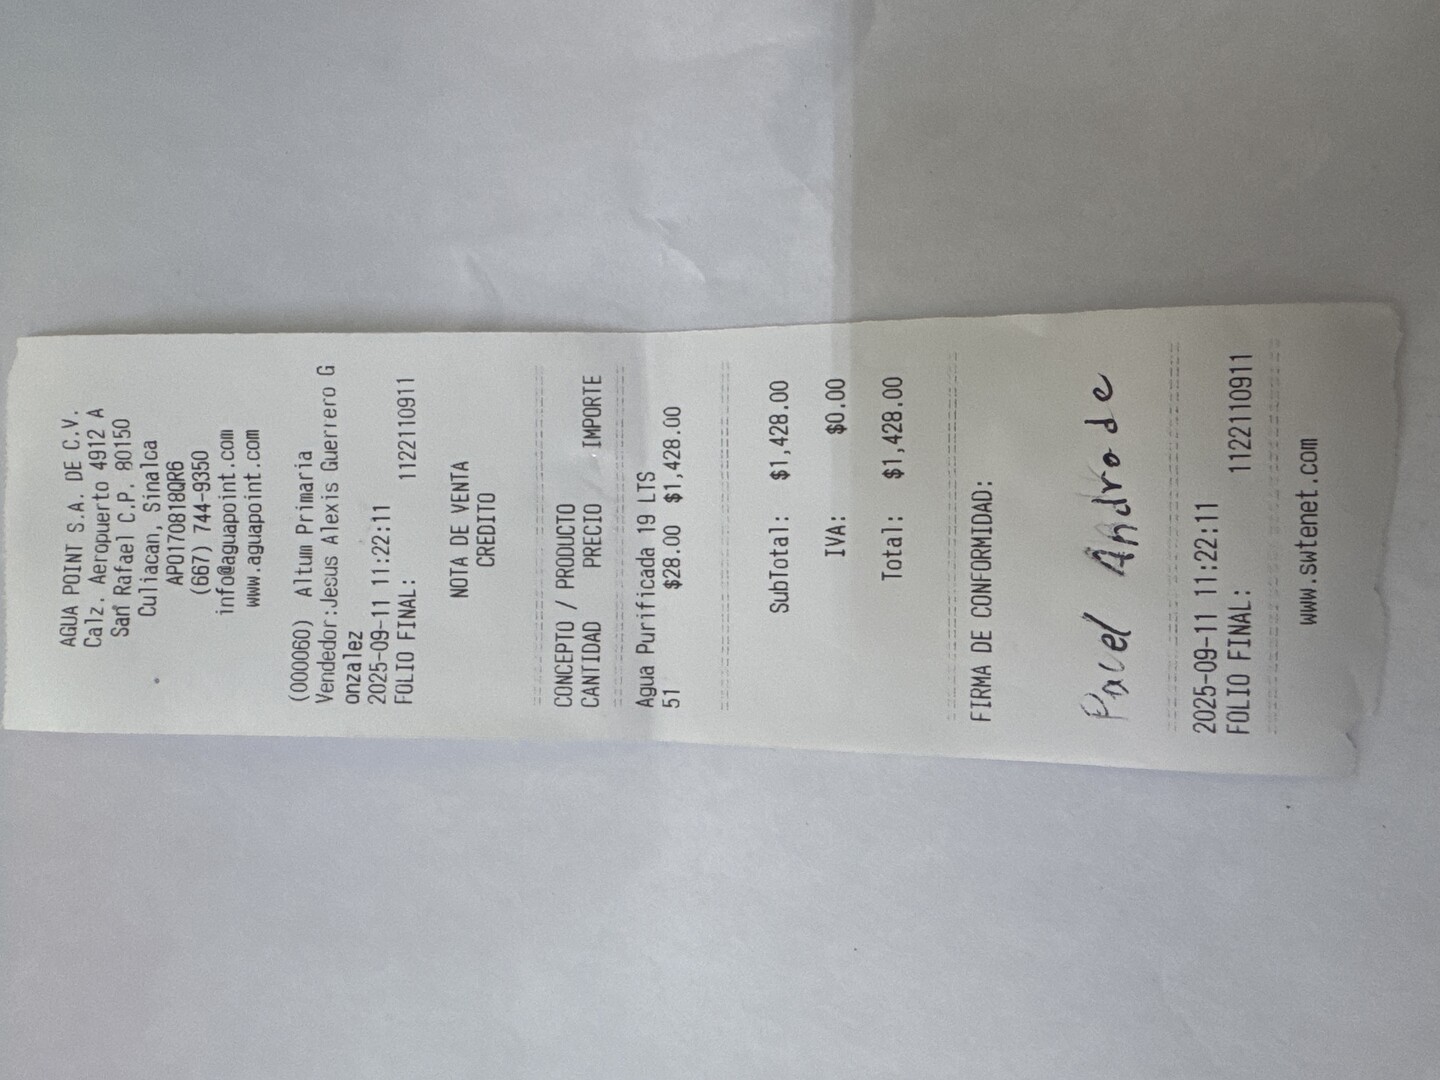 AGUA POINT S.A. DE C.V.
Calz. Aeropuerto 4912 A
San Rafael C.P. 80150
Culiacan, Sinaloa
APO170818QR6
(667) 744-9350
info@aguapoint.com
www.aguapoint.com
(000060) Altum Primaria
Vendedor:Jesus Alexis Guerrero G
onzalez
2025-09-11 11:22:11
FOLIO FINAL: 1122110911
NOTA DE VENTA
CREDITO
CONCEPTO / PRODUCTO
CANTIDAD PRECIO IMPORTE
Agua Purificada 19 LTS
51 $28.00 $1,428.00
SubTotal: $1,428.00
IVA: $0.00
Total: $1,428.00
FIRMA DE CONFORMIDAD:
Pavel Andrade
2025-09-11 11:22:11
FOLIO FINAL: 1122110911
www.swtenet.com